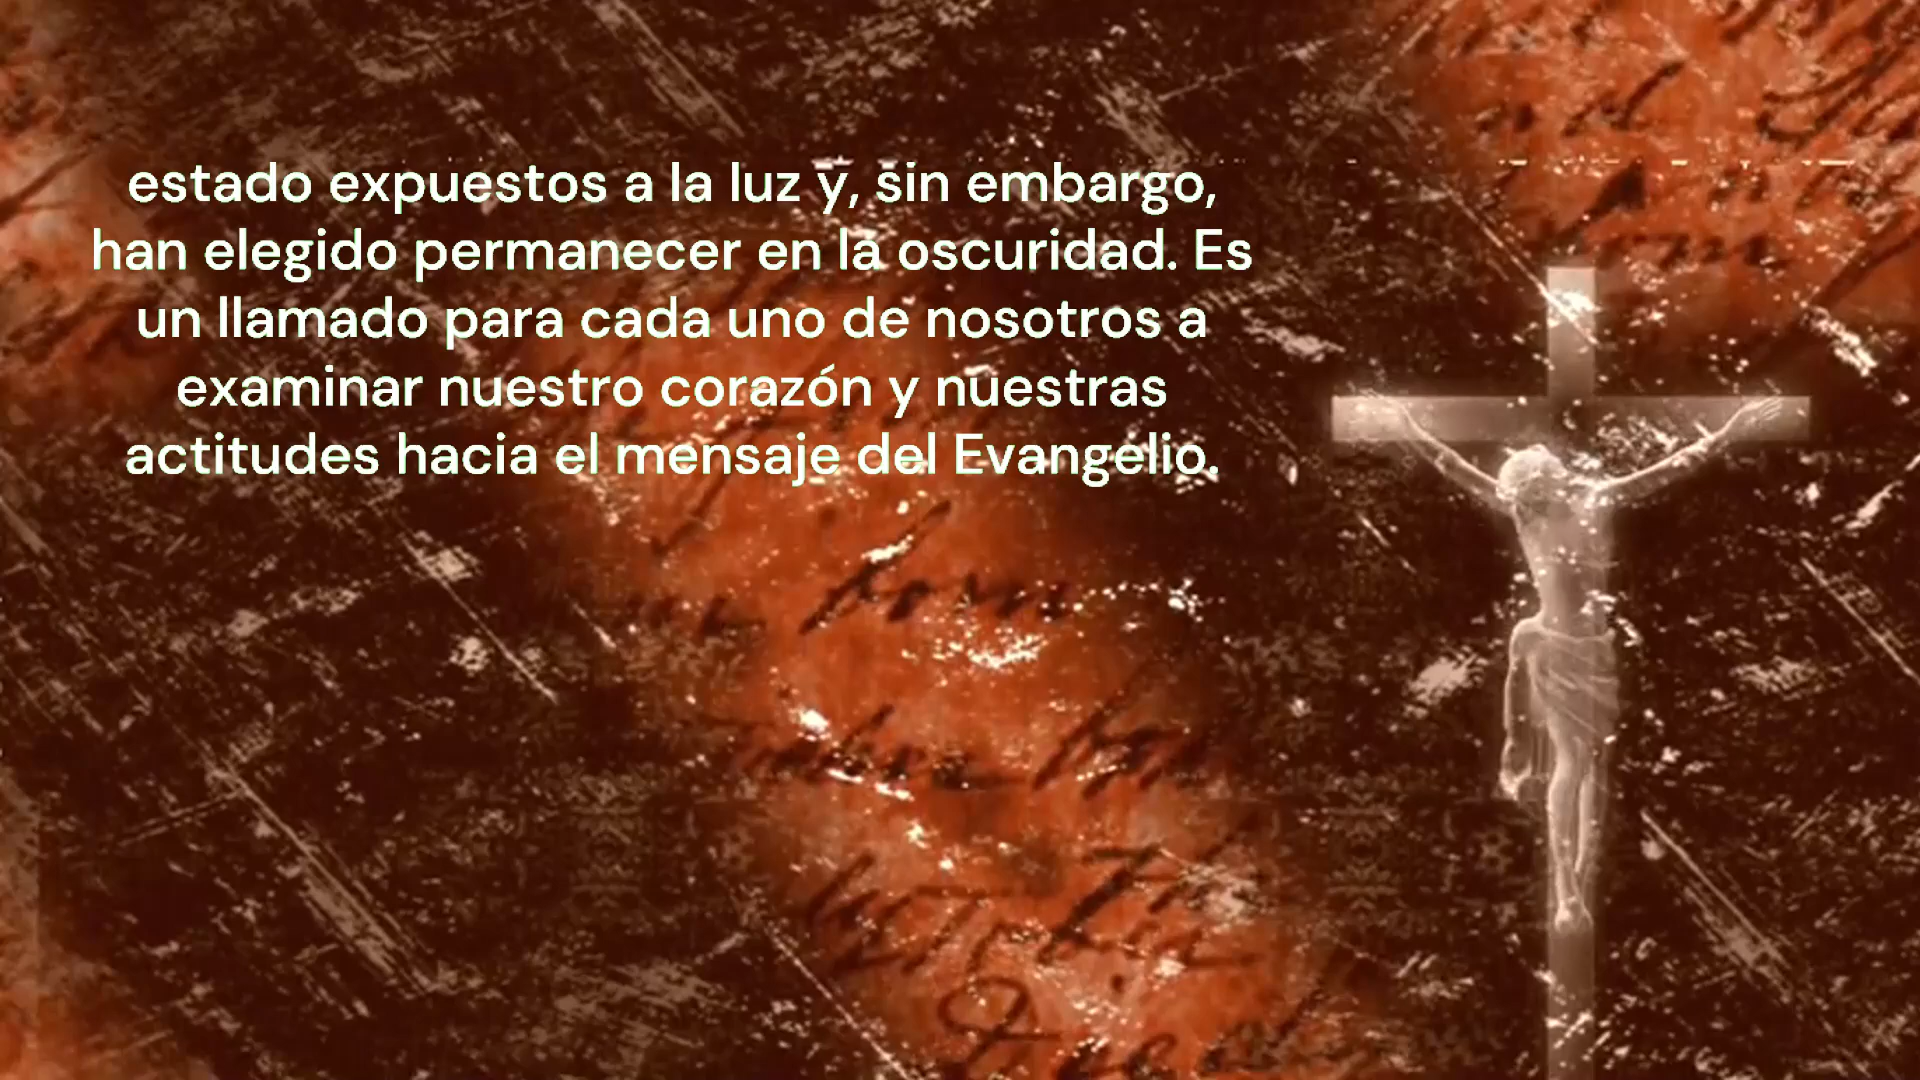 estado expuestos a la luz y, sin embargo,
han elegido permanecer en la oscuridad. Es
un llamado para cada uno de nosotros a
examinar nuestro corazón y nuestras
actitudes hacia el mensaje del Evangelio.